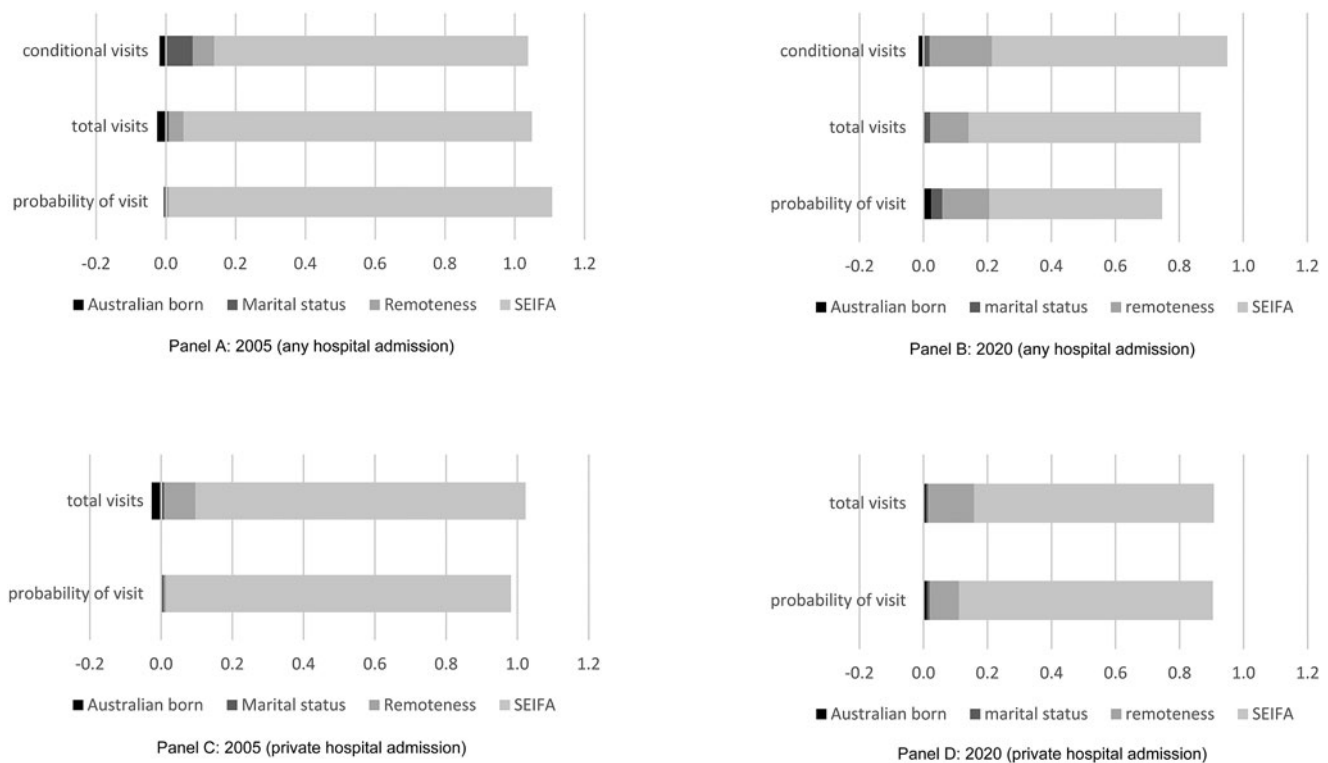 conditional visits
total visits
probability of visit
-0.2 0.0 0.2 0.4 0.6 0.8 1.0 1.2
Australian born Marital status Remoteness SEIFA
Panel A: 2005 (any hospital admission)
conditional visits
total visits
probability of visit
-0.2 0.0 0.2 0.4 0.6 0.8 1.0 1.2
Australian born marital status remoteness SEIFA
Panel B: 2020 (any hospital admission)
total visits
probability of visit
-0.2 0.0 0.2 0.4 0.6 0.8 1.0 1.2
Australian born Marital status Remoteness SEIFA
Panel C: 2005 (private hospital admission)
total visits
probability of visit
-0.2 0.0 0.2 0.4 0.6 0.8 1.0 1.2
Australian born marital status remoteness SEIFA
Panel D: 2020 (private hospital admission)